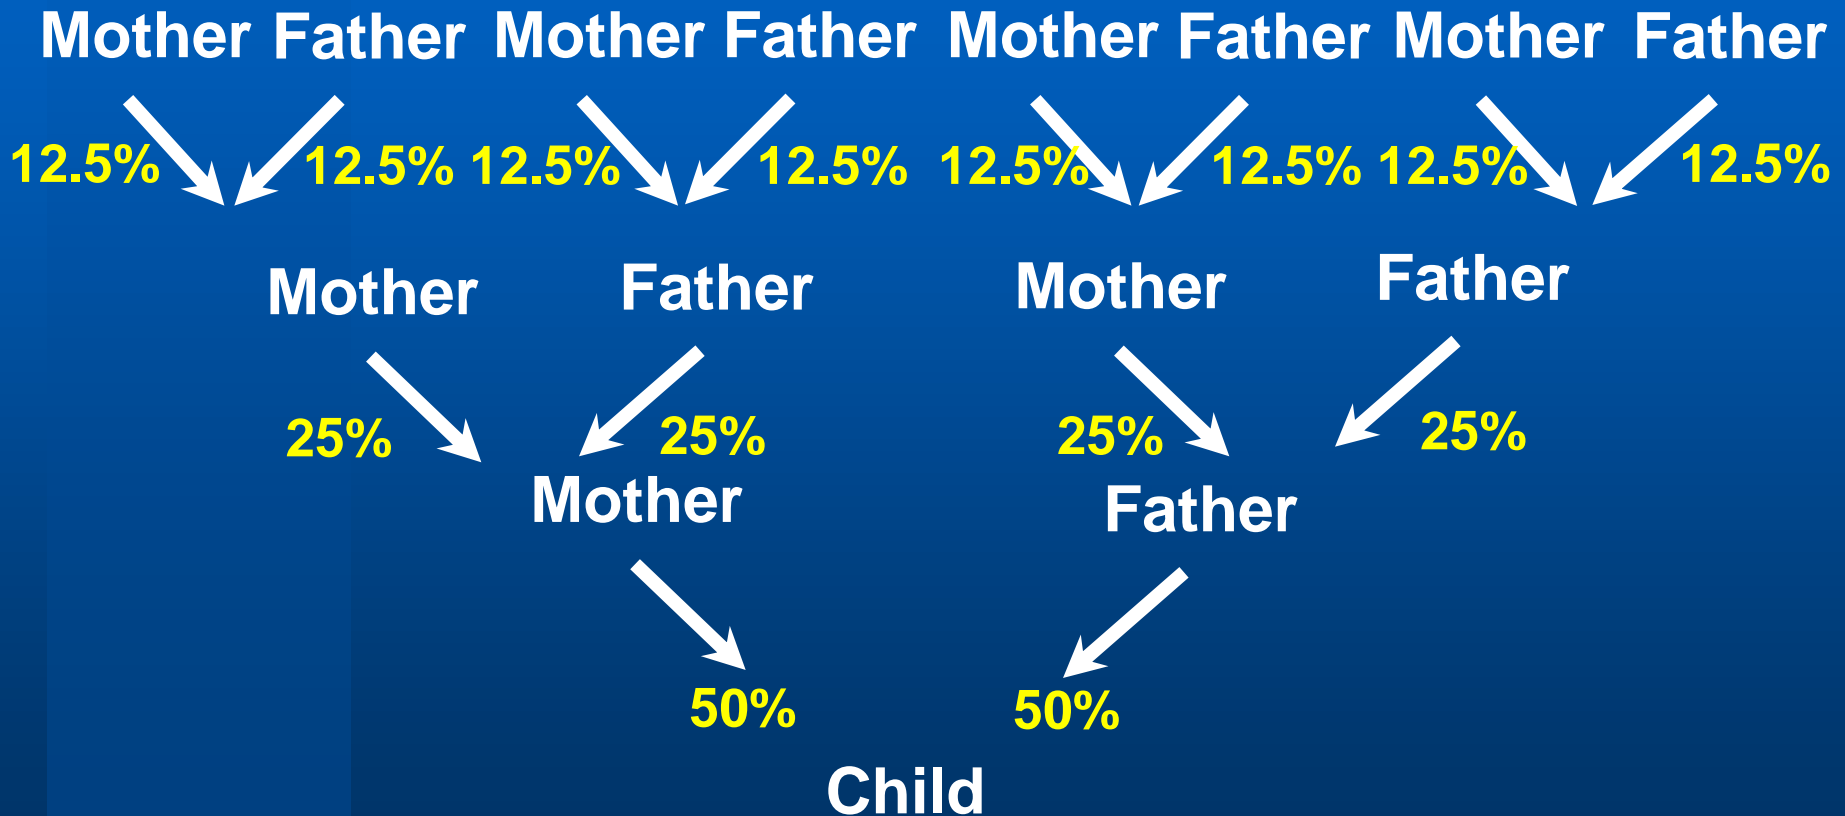 Mother Father Mother Father Mother Father Mother Father
12.5% 12.5% 12.5% 12.5% 12.5% 12.5% 12.5% 12.5%
Mother Father Mother Father
25% 25% 25% 25%
Mother Father
50% 50%
Child